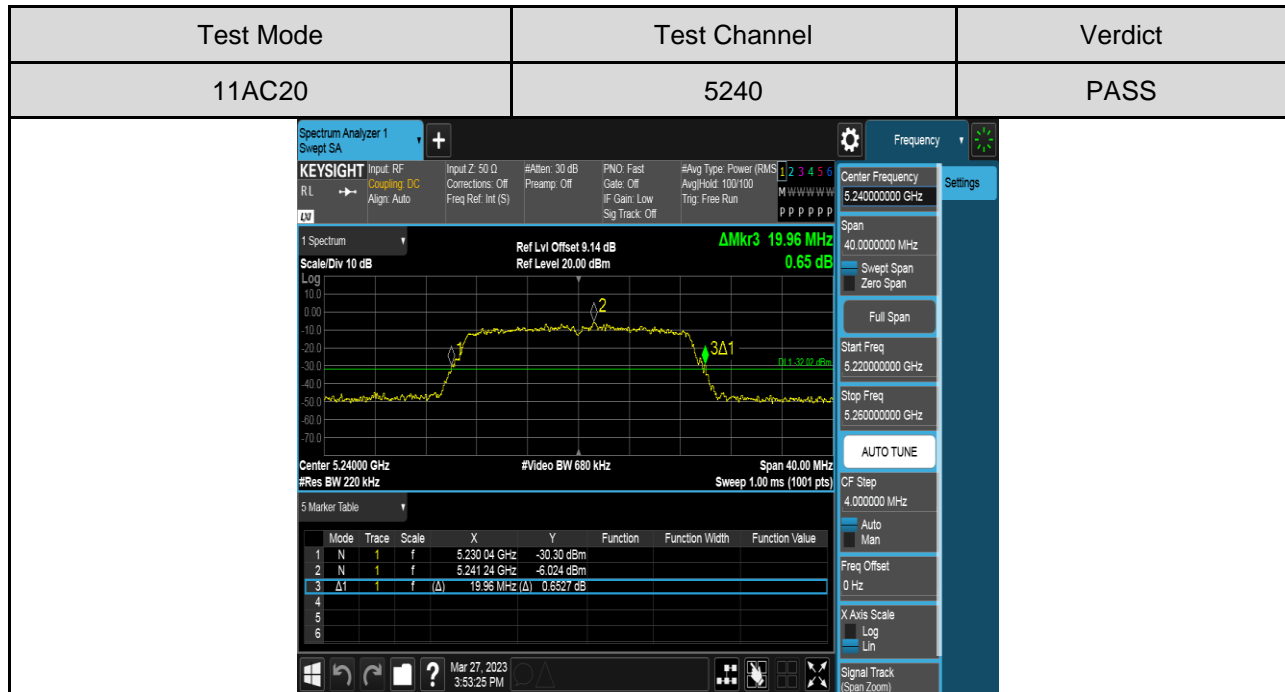 Test Mode Test Channel Verdict
11AC20 5240 PASS
Spectrum Analyzer 1
Swept SA
+
Frequency
KEYSIGHT Input: RF Input Z: 50 Ω #Atten: 30 dB PNO: Fast #Avg Type: Power (RMS 1 2 3 4 5 6
RL Coupling: DC Corrections: Off Preamp: Off Gate: Off Avg|Hold: 100/100 M W W W W W
Align: Auto Freq Ref: Int (S) IF Gain: Low Trig: Free Run
LXI Sig Track: Off P P P P P P
1 Spectrum Ref Lvl Offset 9.14 dB ΔMkr3 19.96 MHz
Scale/Div 10 dB Ref Level 20.00 dBm 0.65 dB
Log
10.0
0.00
-10.0
-20.0
-30.0
-40.0
-50.0
-60.0
-70.0
1
2
3Δ1
DL1 -32.02 dBm
Center 5.24000 GHz #Video BW 680 kHz Span 40.00 MHz
#Res BW 220 kHz Sweep 1.00 ms (1001 pts)
5 Marker Table
Mode Trace Scale X Y Function Function Width Function Value
1 N 1 f 5.230 04 GHz -30.30 dBm
2 N 1 f 5.241 24 GHz -6.024 dBm
3 Δ1 1 f (Δ) 19.96 MHz (Δ) 0.6527 dB
4
5
6
?
Mar 27, 2023
3:53:25 PM
Center Frequency
5.240000000 GHz
Settings
Span
40.0000000 MHz
Swept Span
Zero Span
Full Span
Start Freq
5.220000000 GHz
Stop Freq
5.260000000 GHz
AUTO TUNE
CF Step
4.000000 MHz
Auto
Man
Freq Offset
0 Hz
X Axis Scale
Log
Lin
Signal Track
(Span Zoom)